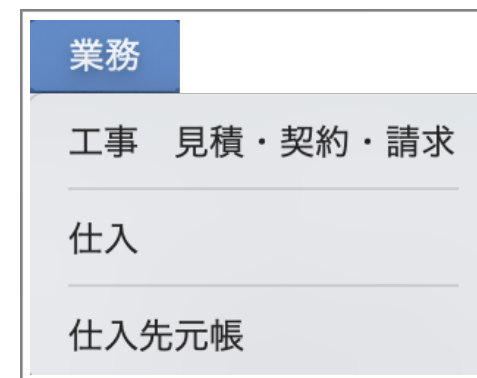 業務
工事　見積・契約・請求
仕入
仕入先元帳